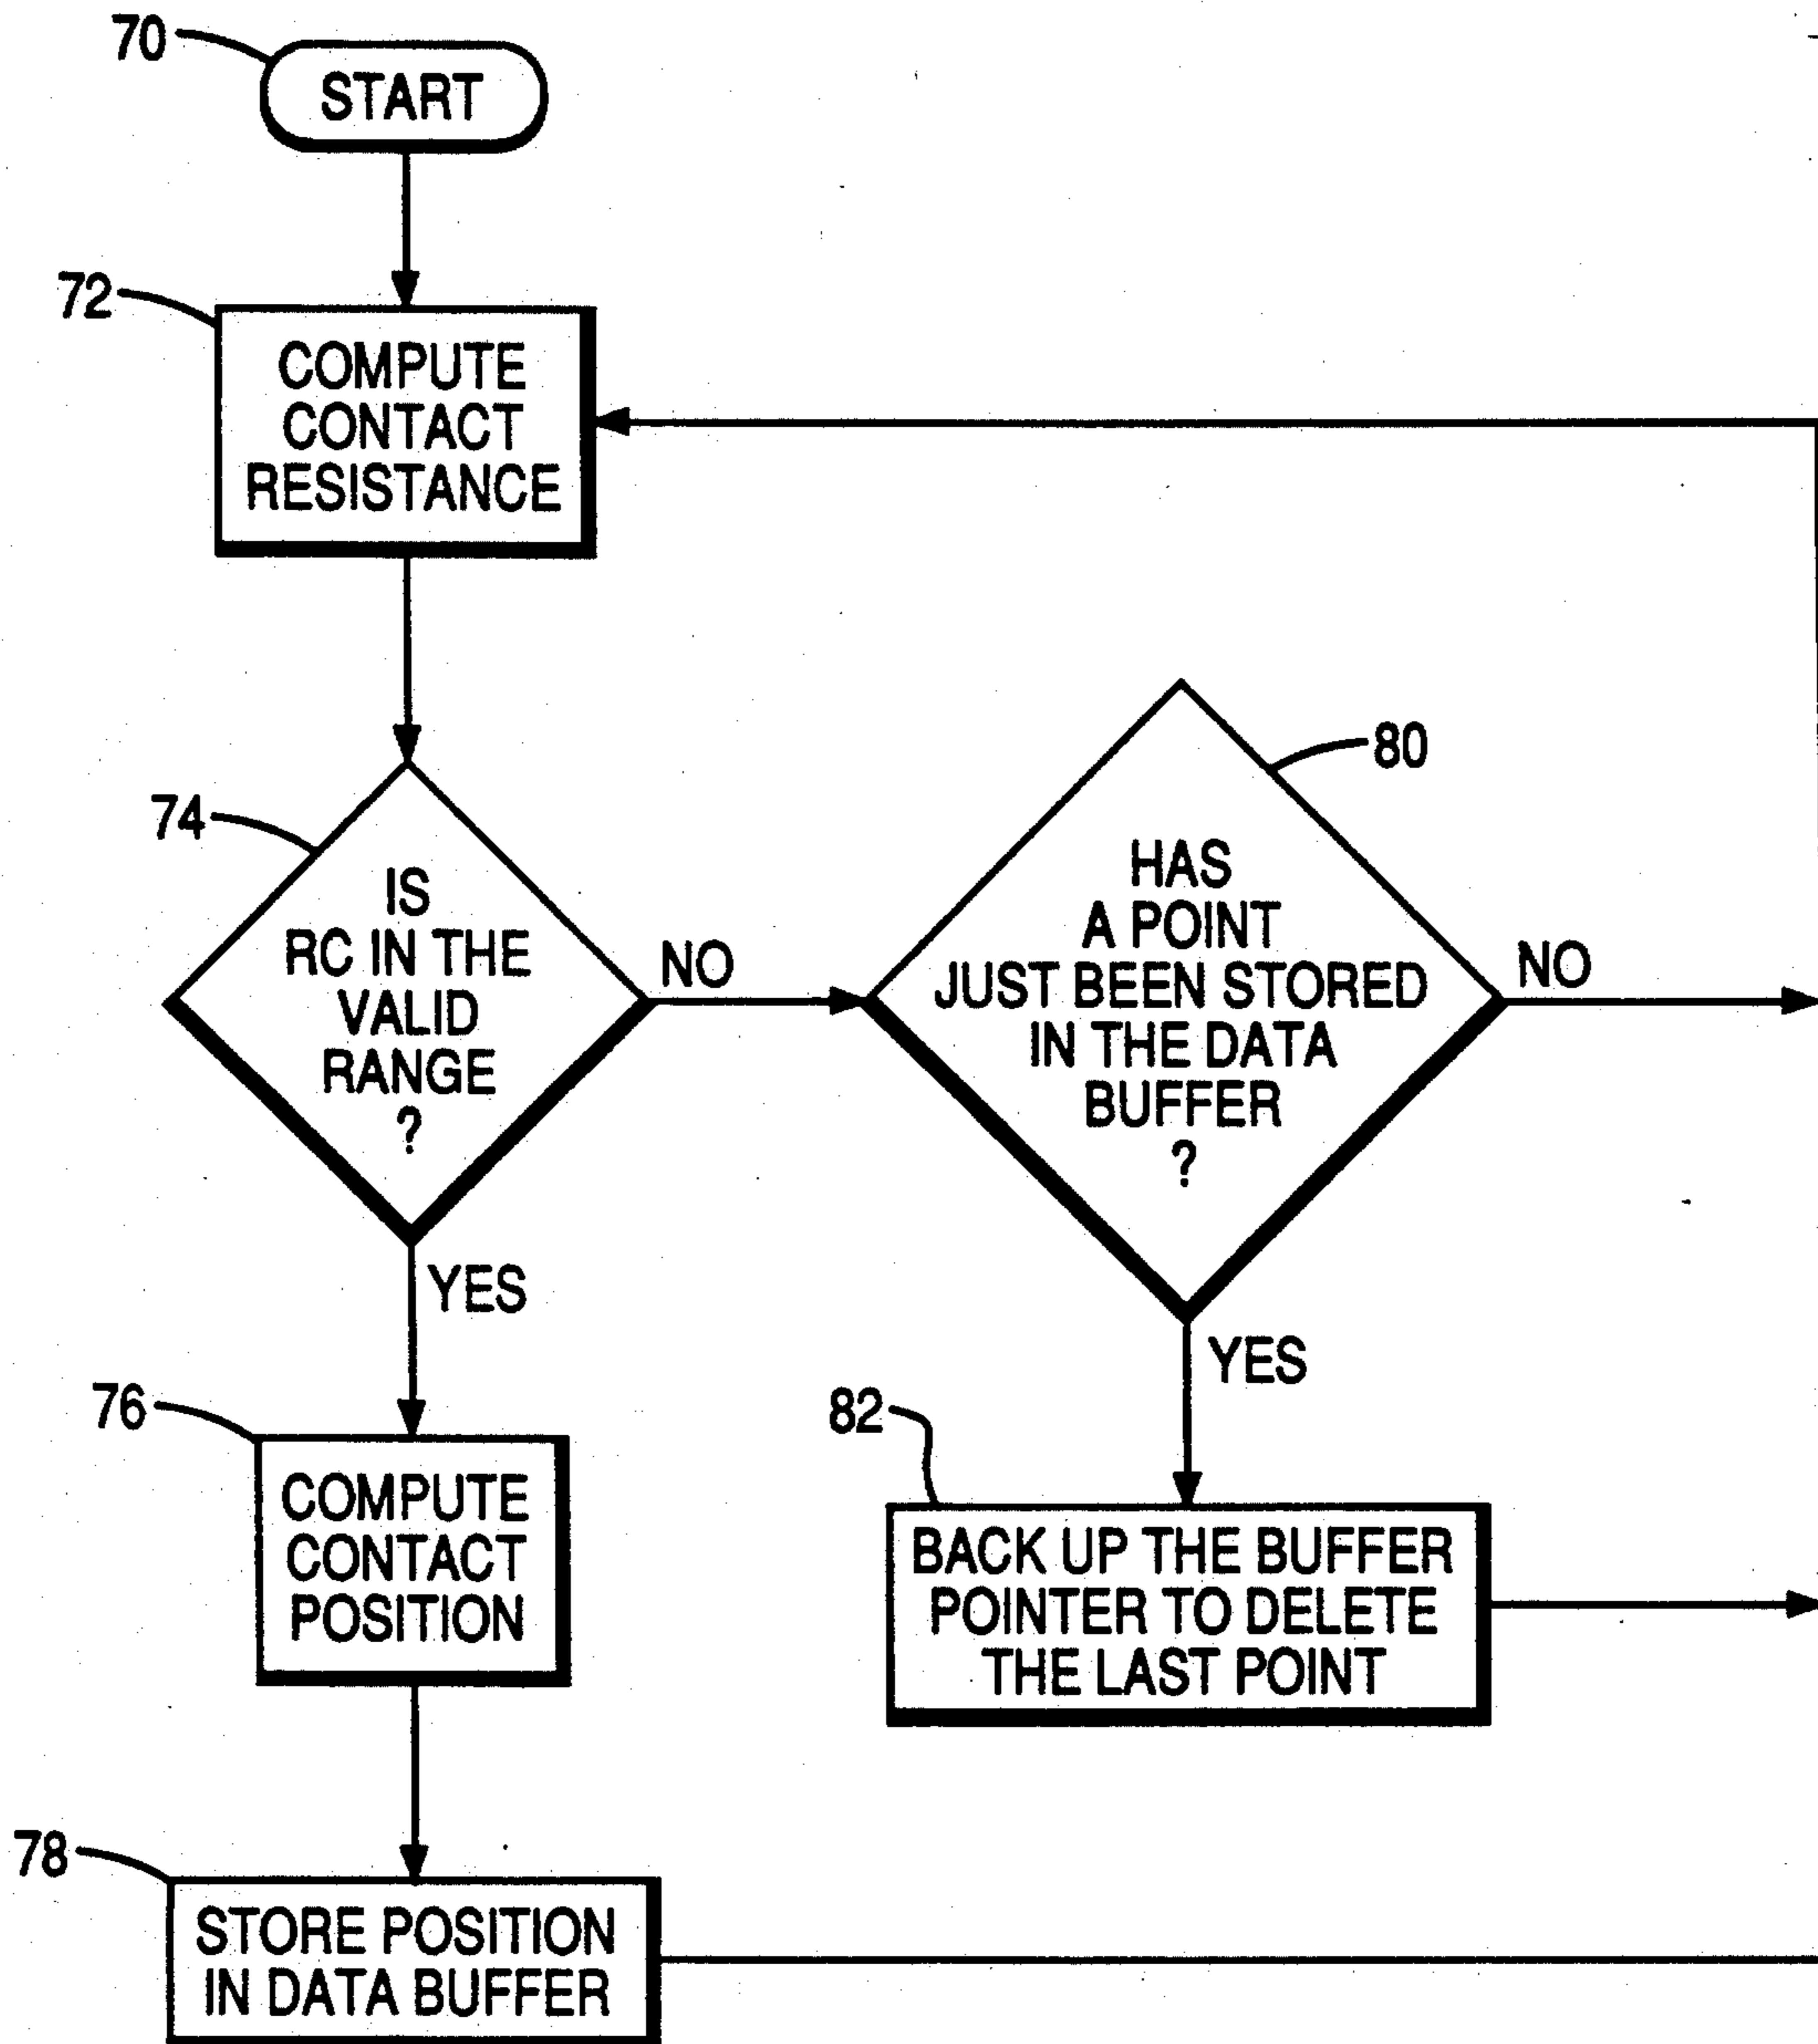 70
START
72
COMPUTE
CONTACT
RESISTANCE
74
IS
RC IN THE
VALID
RANGE
?
NO
YES
80
HAS
A POINT
JUST BEEN STORED
IN THE DATA
BUFFER
?
NO
YES
76
COMPUTE
CONTACT
POSITION
82
BACK UP THE BUFFER
POINTER TO DELETE
THE LAST POINT
78
STORE POSITION
IN DATA BUFFER